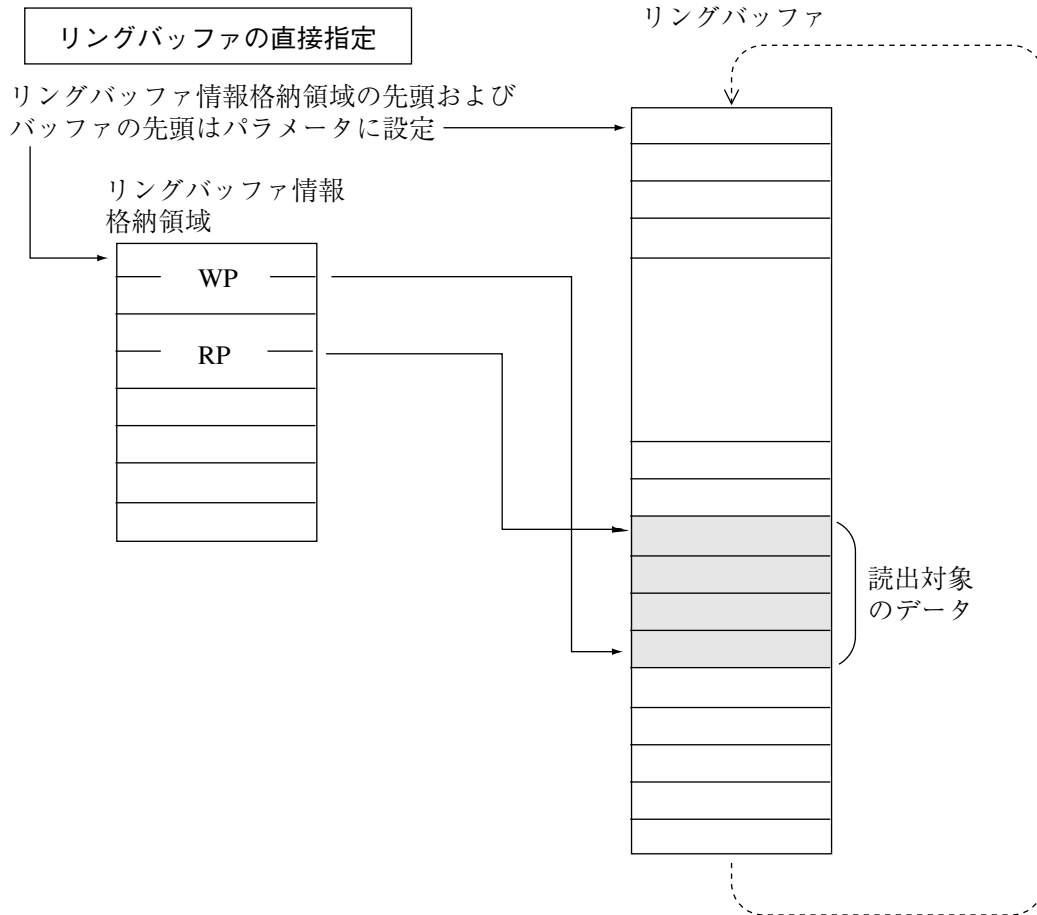 リングバッファの直接指定
リングバッファ
リングバッファ情報格納領域の先頭および
バッファの先頭はパラメータに設定
リングバッファ情報
格納領域
WP
RP
読出対象
のデータ